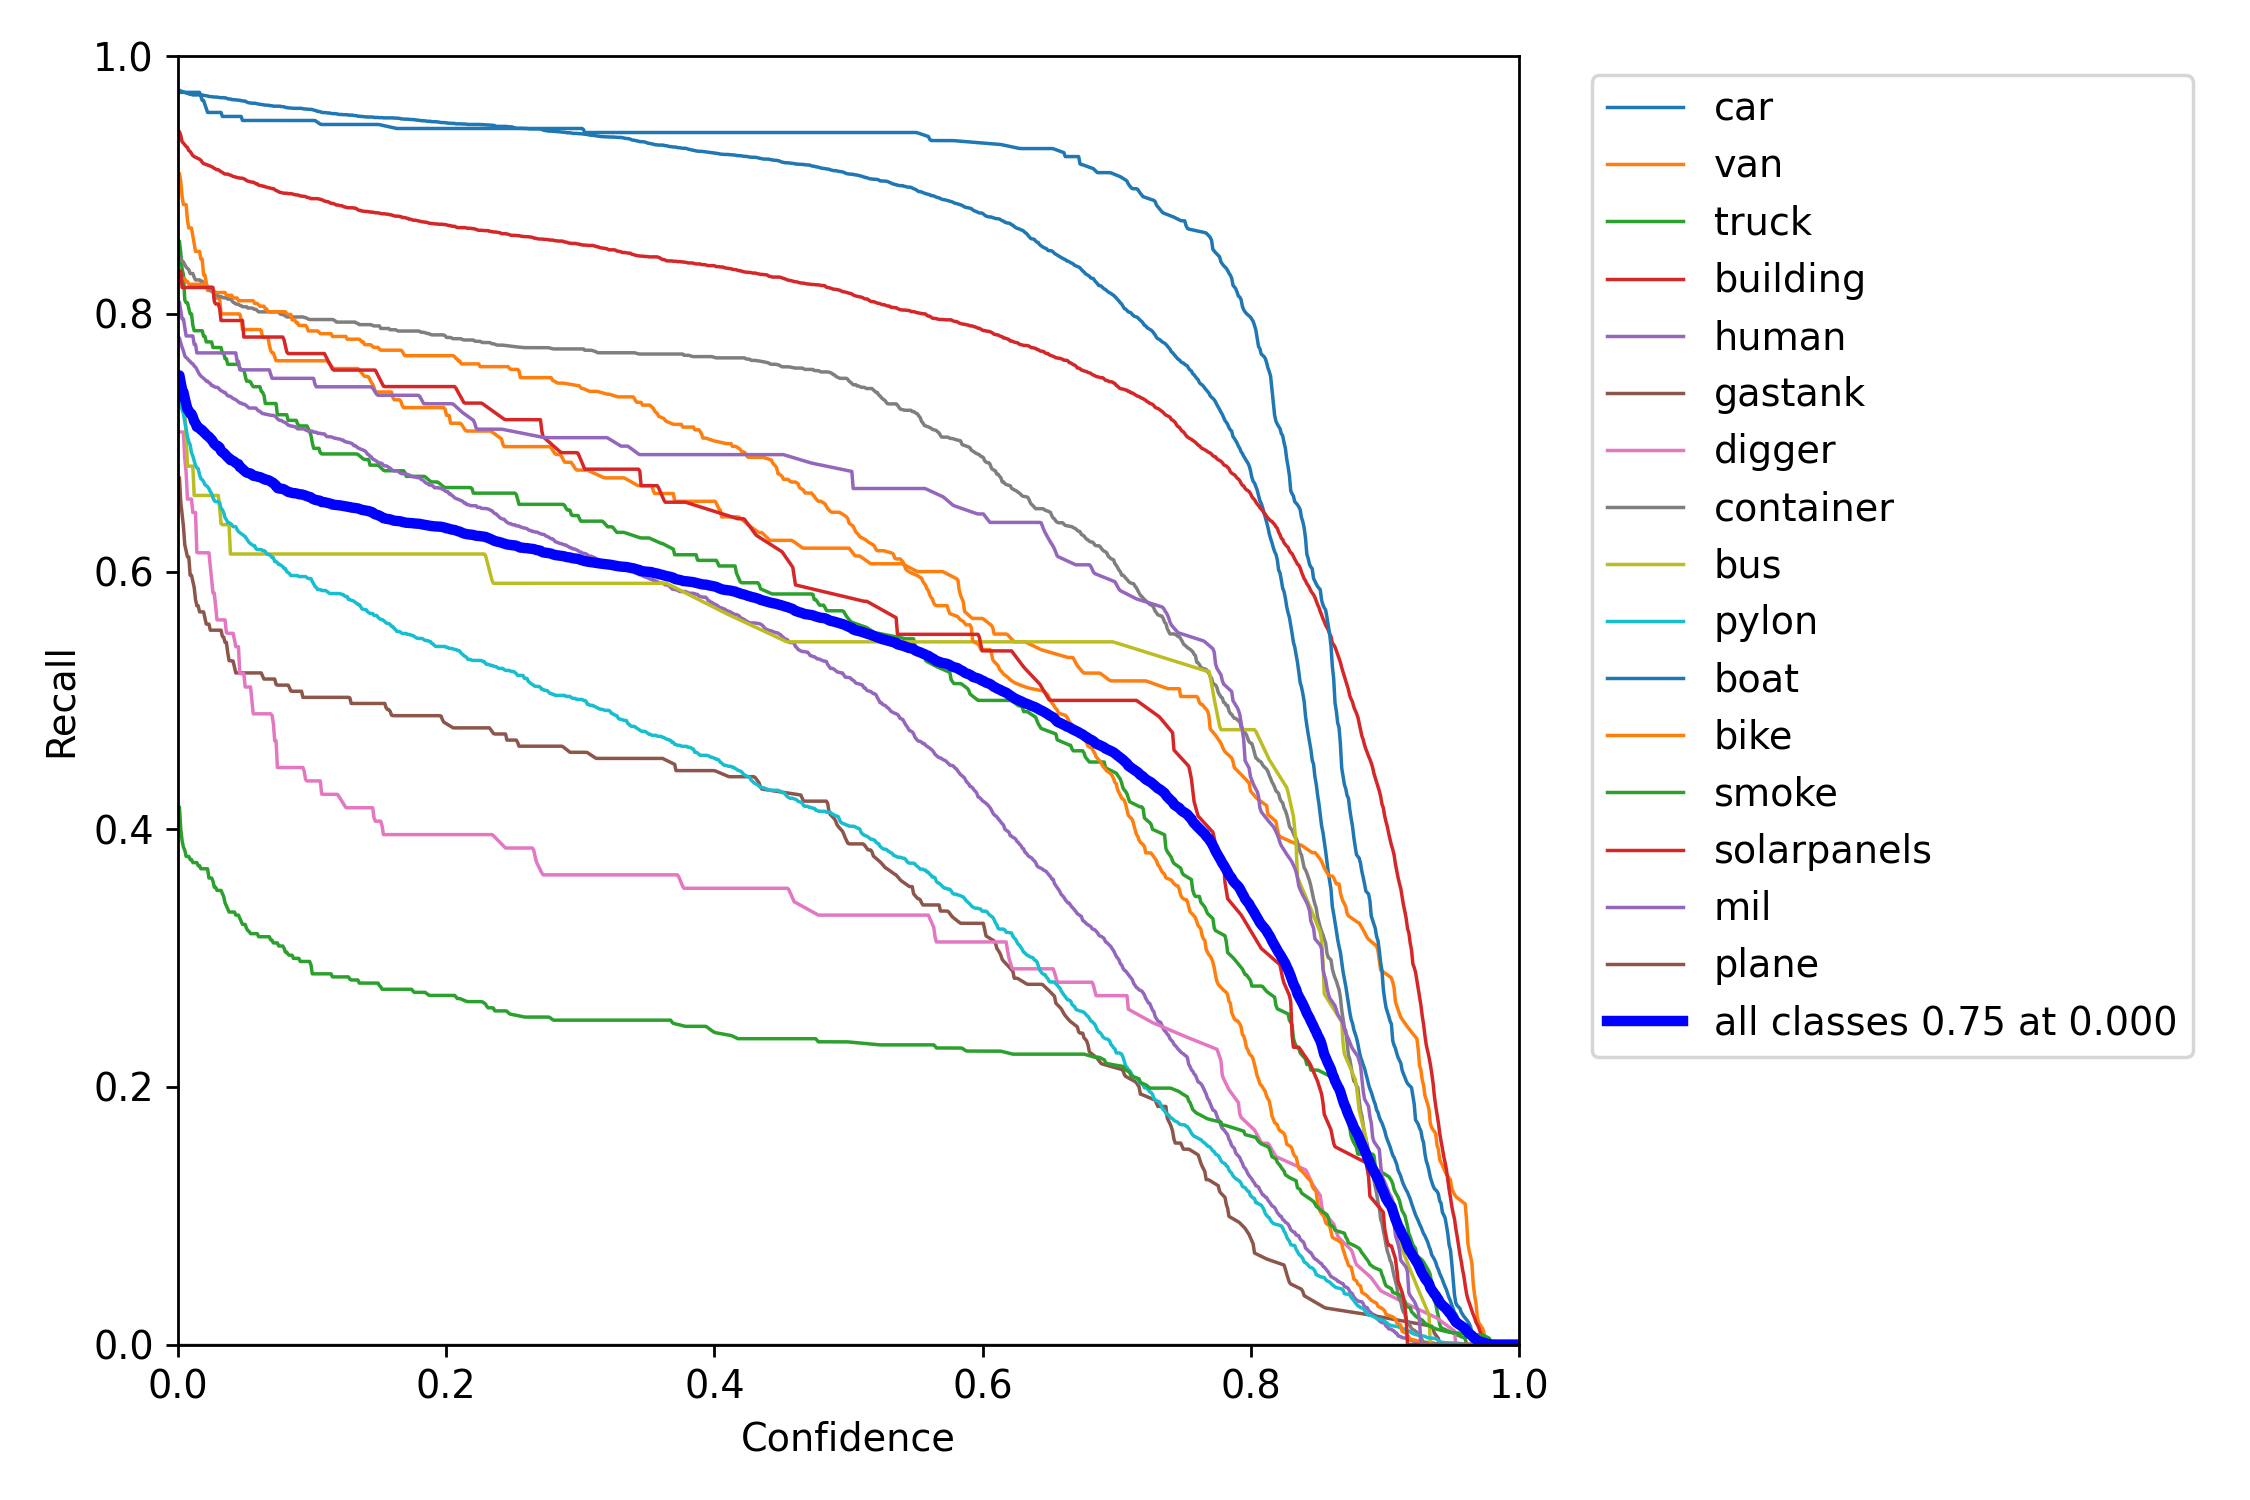 1.0
0.8
0.6
0.4
0.2
0.0
Recall
0.0 0.2 0.4 0.6 0.8 1.0
Confidence
car
van
truck
building
human
gastank
digger
container
bus
pylon
boat
bike
smoke
solarpanels
mil
plane
all classes 0.75 at 0.000